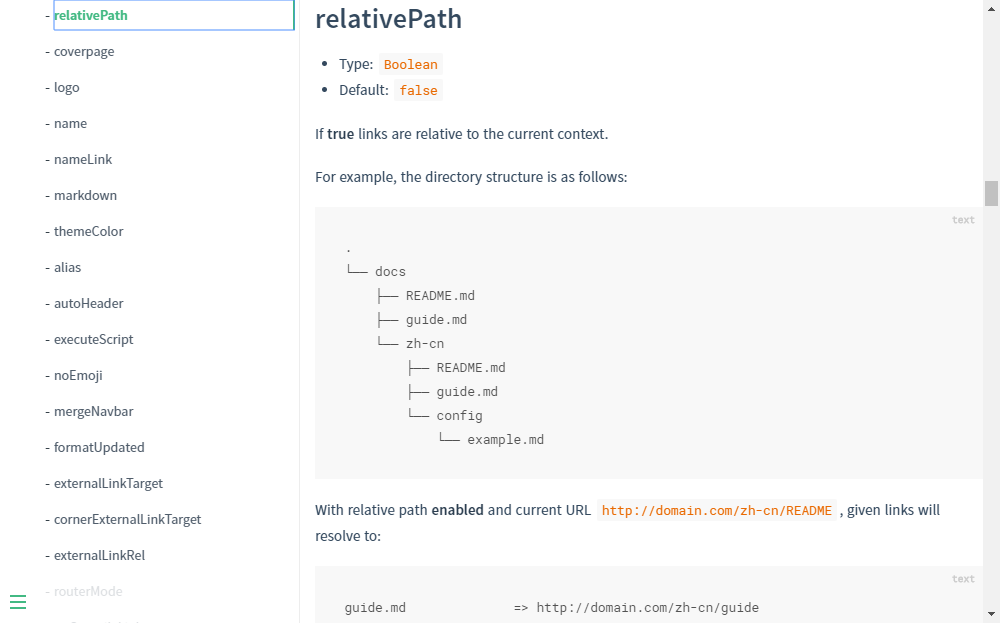 - relativePath
- coverpage
- logo
- name
- nameLink
- markdown
- themeColor
- alias
- autoHeader
- executeScript
- noEmoji
- mergeNavbar
- formatUpdated
- externalLinkTarget
- cornerExternalLinkTarget
- externalLinkRel
- routerMode
relativePath
• Type: Boolean
• Default: false
If true links are relative to the current context.
For example, the directory structure is as follows:
text
.
└── docs
    ├── README.md
    ├── guide.md
    └── zh-cn
        ├── README.md
        ├── guide.md
        └── config
            └── example.md
With relative path enabled and current URL http://domain.com/zh-cn/README , given links will
resolve to:
text
guide.md => http://domain.com/zh-cn/guide